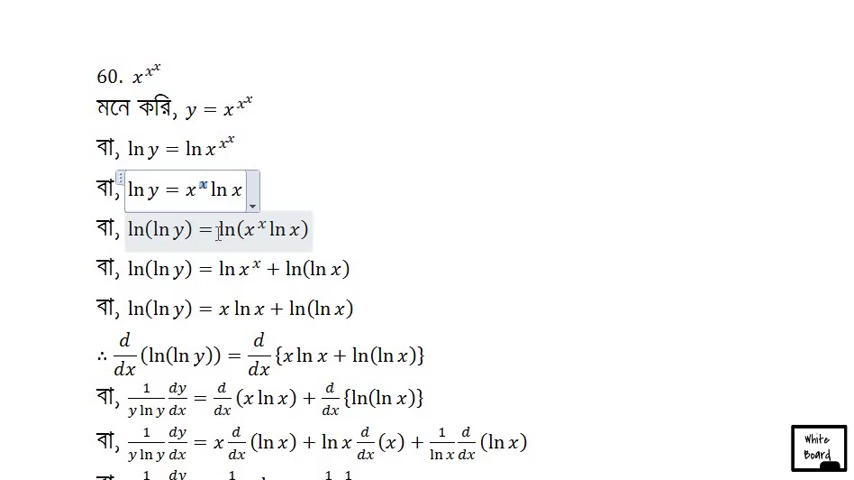 60. x^{x^x}
মনে করি, y = x^{x^x}
বা, ln y = ln x^{x^x}
বা, ln y = x^x ln x
বা, ln(ln y) = ln(x^x ln x)
বা, ln(ln y) = ln x^x + ln(ln x)
বা, ln(ln y) = x ln x + ln(ln x)
∴ d/dx (ln(ln y)) = d/dx {x ln x + ln(ln x)}
বা, 1/(y ln y) dy/dx = d/dx (x ln x) + d/dx {ln(ln x)}
বা, 1/(y ln y) dy/dx = x d/dx (ln x) + ln x d/dx (x) + 1/(ln x) d/dx (ln x)
White
Board